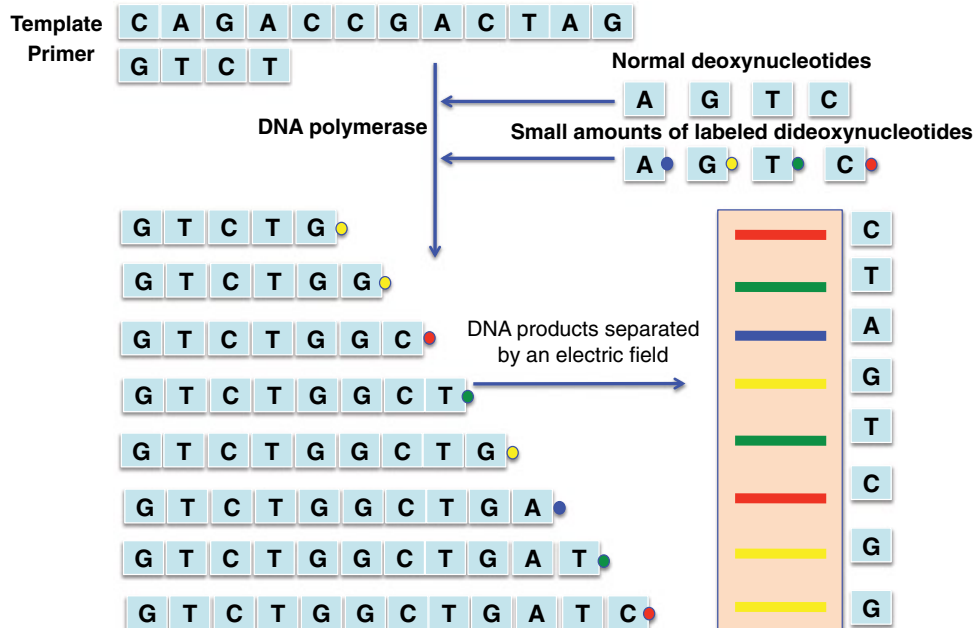 Template
C A G A C C G A C T A G
Primer
G T C T
Normal deoxynucleotides
A G T C
DNA polymerase
Small amounts of labeled dideoxynucleotides
A G T C
G T C T G
G T C T G G
G T C T G G C
G T C T G G C T
G T C T G G C T G
G T C T G G C T G A
G T C T G G C T G A T
G T C T G G C T G A T C
DNA products separated
by an electric field
C
T
A
G
T
C
G
G